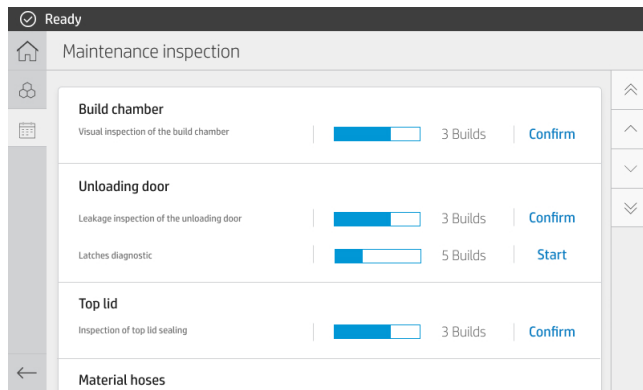 Ready
Maintenance inspection
Build chamber
Visual inspection of the build chamber 3 Builds Confirm
Unloading door
Leakage inspection of the unloading door 3 Builds Confirm
Latches diagnostic 5 Builds Start
Top lid
Inspection of top lid sealing 3 Builds Confirm
Material hoses